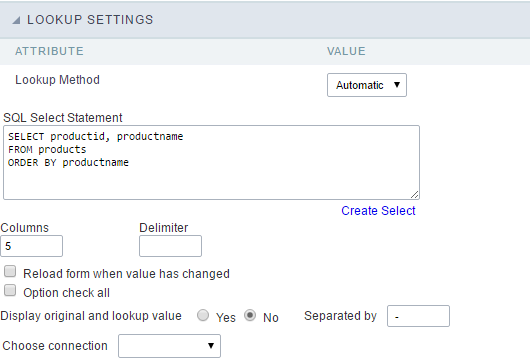 LOOKUP SETTINGS
ATTRIBUTE VALUE
Lookup Method Automatic
SQL Select Statement
SELECT productid, productname
FROM products
ORDER BY productname
Create Select
Columns Delimiter
5
Reload form when value has changed
Option check all
Display original and lookup value Yes No Separated by -
Choose connection